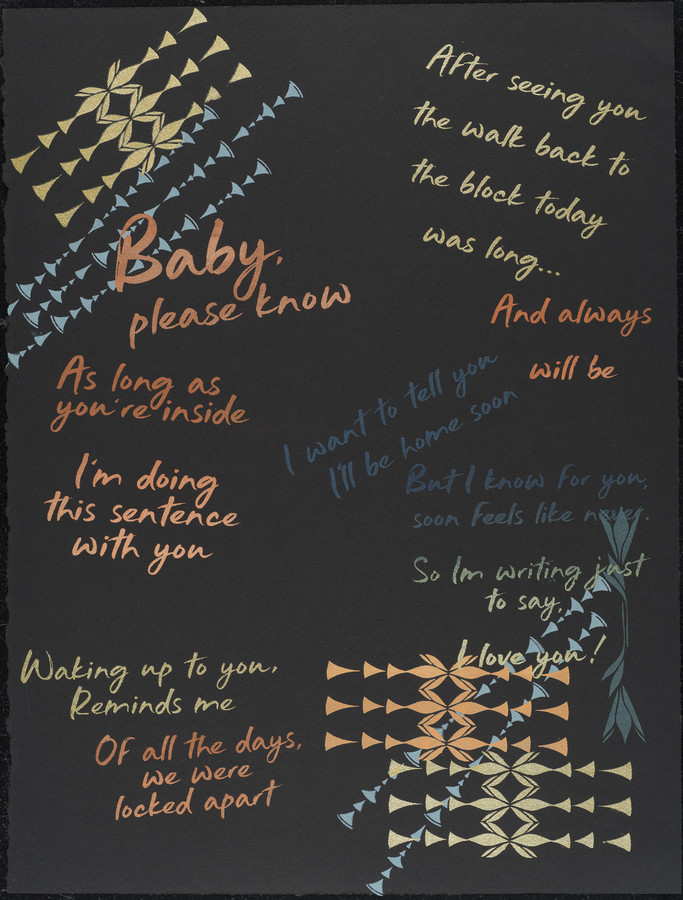 After seeing you
the walk back to
the block today
was long...
Baby,
please know
And always
will be
As long as
you're inside
I want to tell you
I'll be home soon
I'm doing
this sentence
with you
But I know for you,
soon feels like never.
So Im writing just
to say,
I love you!
Waking up to you,
Reminds me
Of all the days,
we were
locked apart